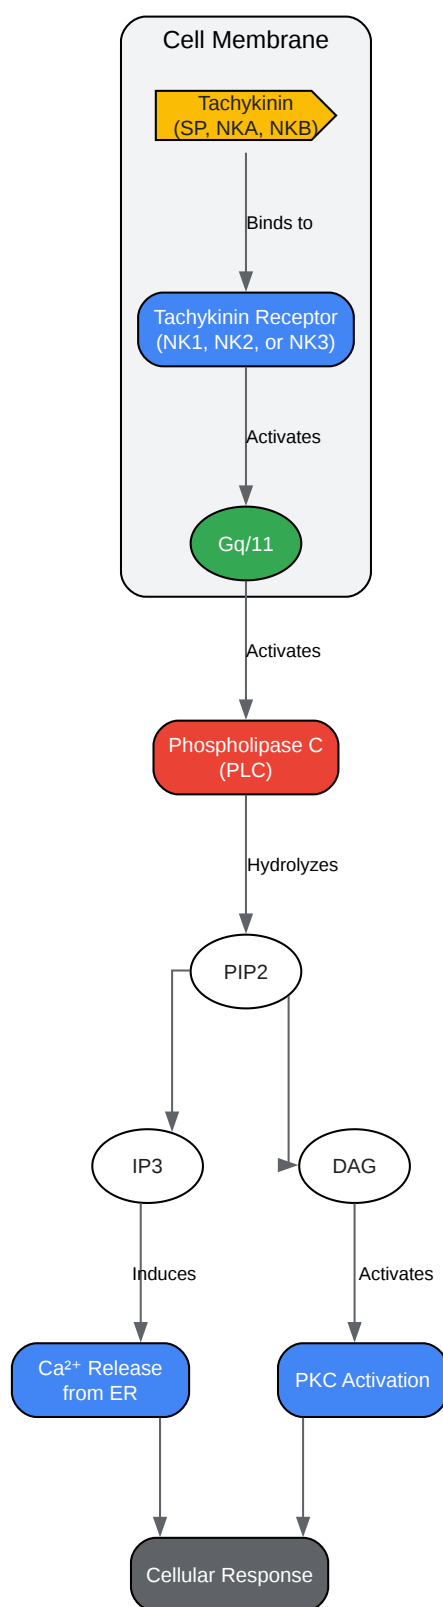 Cell Membrane
Tachykinin
(SP, NKA, NKB)
Binds to
Tachykinin Receptor
(NK1, NK2, or NK3)
Activates
Gq/11
Activates
Phospholipase C
(PLC)
Hydrolyzes
PIP2
IP3
DAG
Induces
Activates
Ca²⁺ Release
from ER
PKC Activation
Cellular Response